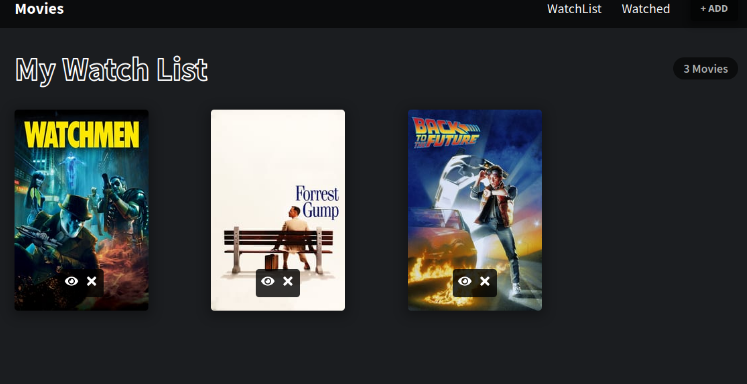 Movies
WatchList
Watched
+ ADD
My Watch List
3 Movies
WATCHMEN
Forrest
Gump
BACK
TO THE
FUTURE